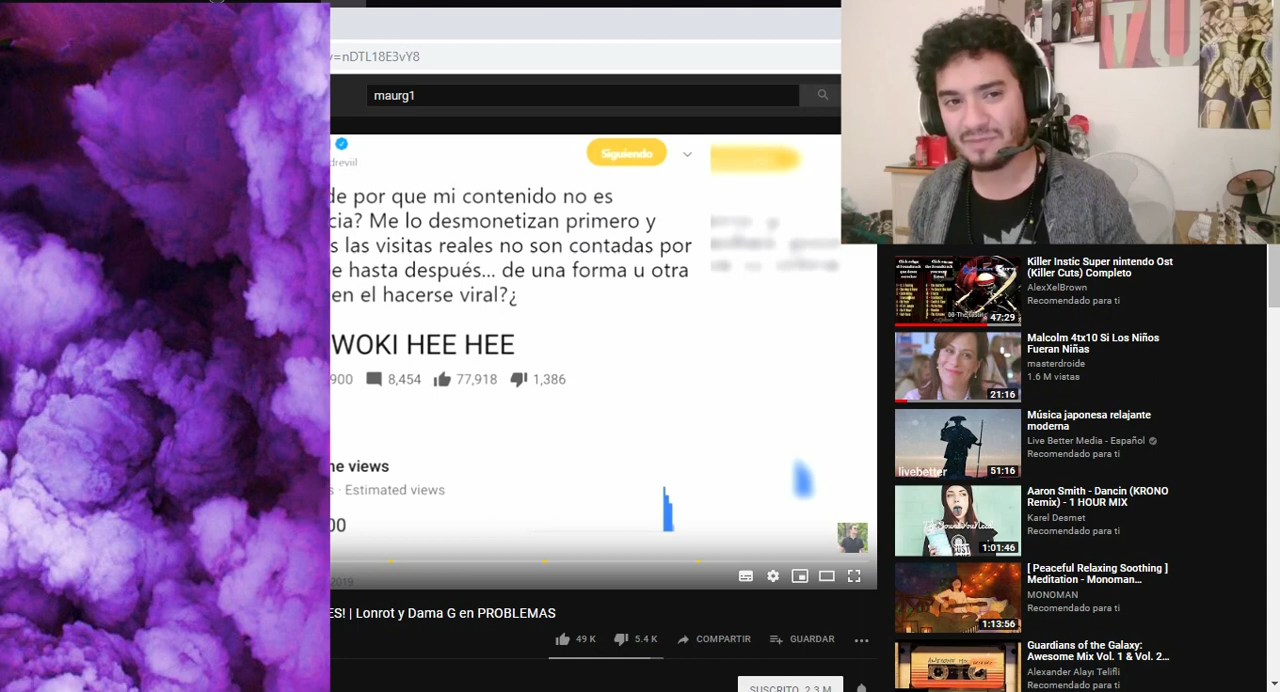 y=nDTL18E3vY8
maurg1
dreviil
Siguiendo
de por que mi contenido no es
cia? Me lo desmonetizan primero y
s las visitas reales no son contadas por
e hasta después... de una forma u otra
en el hacerse viral?¿
WOKI HEE HEE
900 8,454 77,918 1,386
ne views
s · Estimated views
00
2019
ES! | Lonrot y Dama G en PROBLEMAS
49 K 5.4 K COMPARTIR GUARDAR
SUSCRITO 2.3 M
VU
47:29
Killer Instic Super nintendo Ost
(Killer Cuts) Completo
AlexXelBrown
Recomendado para ti
21:16
Malcolm 4tx10 Si Los Niños
Fueran Niñas
masterdroide
1.6 M vistas
livebetter
51:16
Música japonesa relajante
moderna
Live Better Media - Español
Recomendado para ti
1:01:46
Aaron Smith - Dancin (KRONO
Remix) - 1 HOUR MIX
Karel Desmet
Recomendado para ti
1:13:56
[ Peaceful Relaxing Soothing ]
Meditation - Monoman...
MONOMAN
Recomendado para ti
Guardians of the Galaxy:
Awesome Mix Vol. 1 & Vol. 2...
Alexander Alayı Telifli
Recomendado para ti